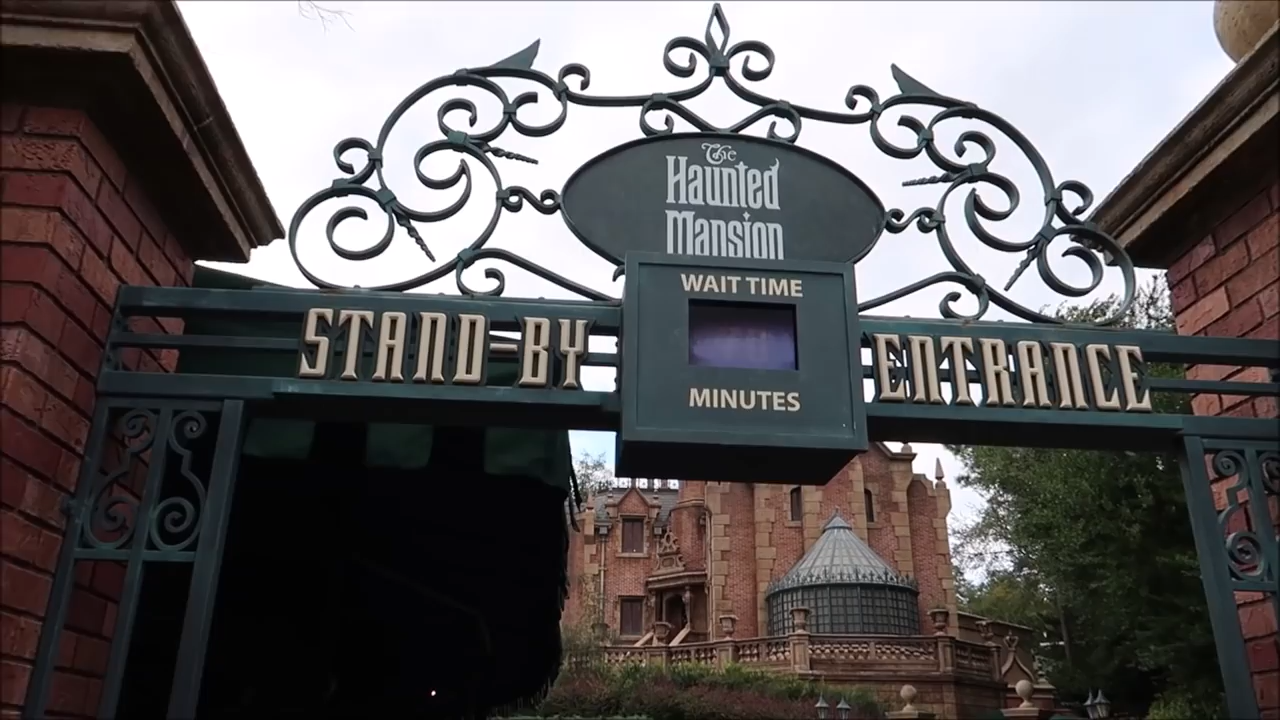 The
Haunted
Mansion
WAIT TIME
MINUTES
STAND-BY ENTRANCE